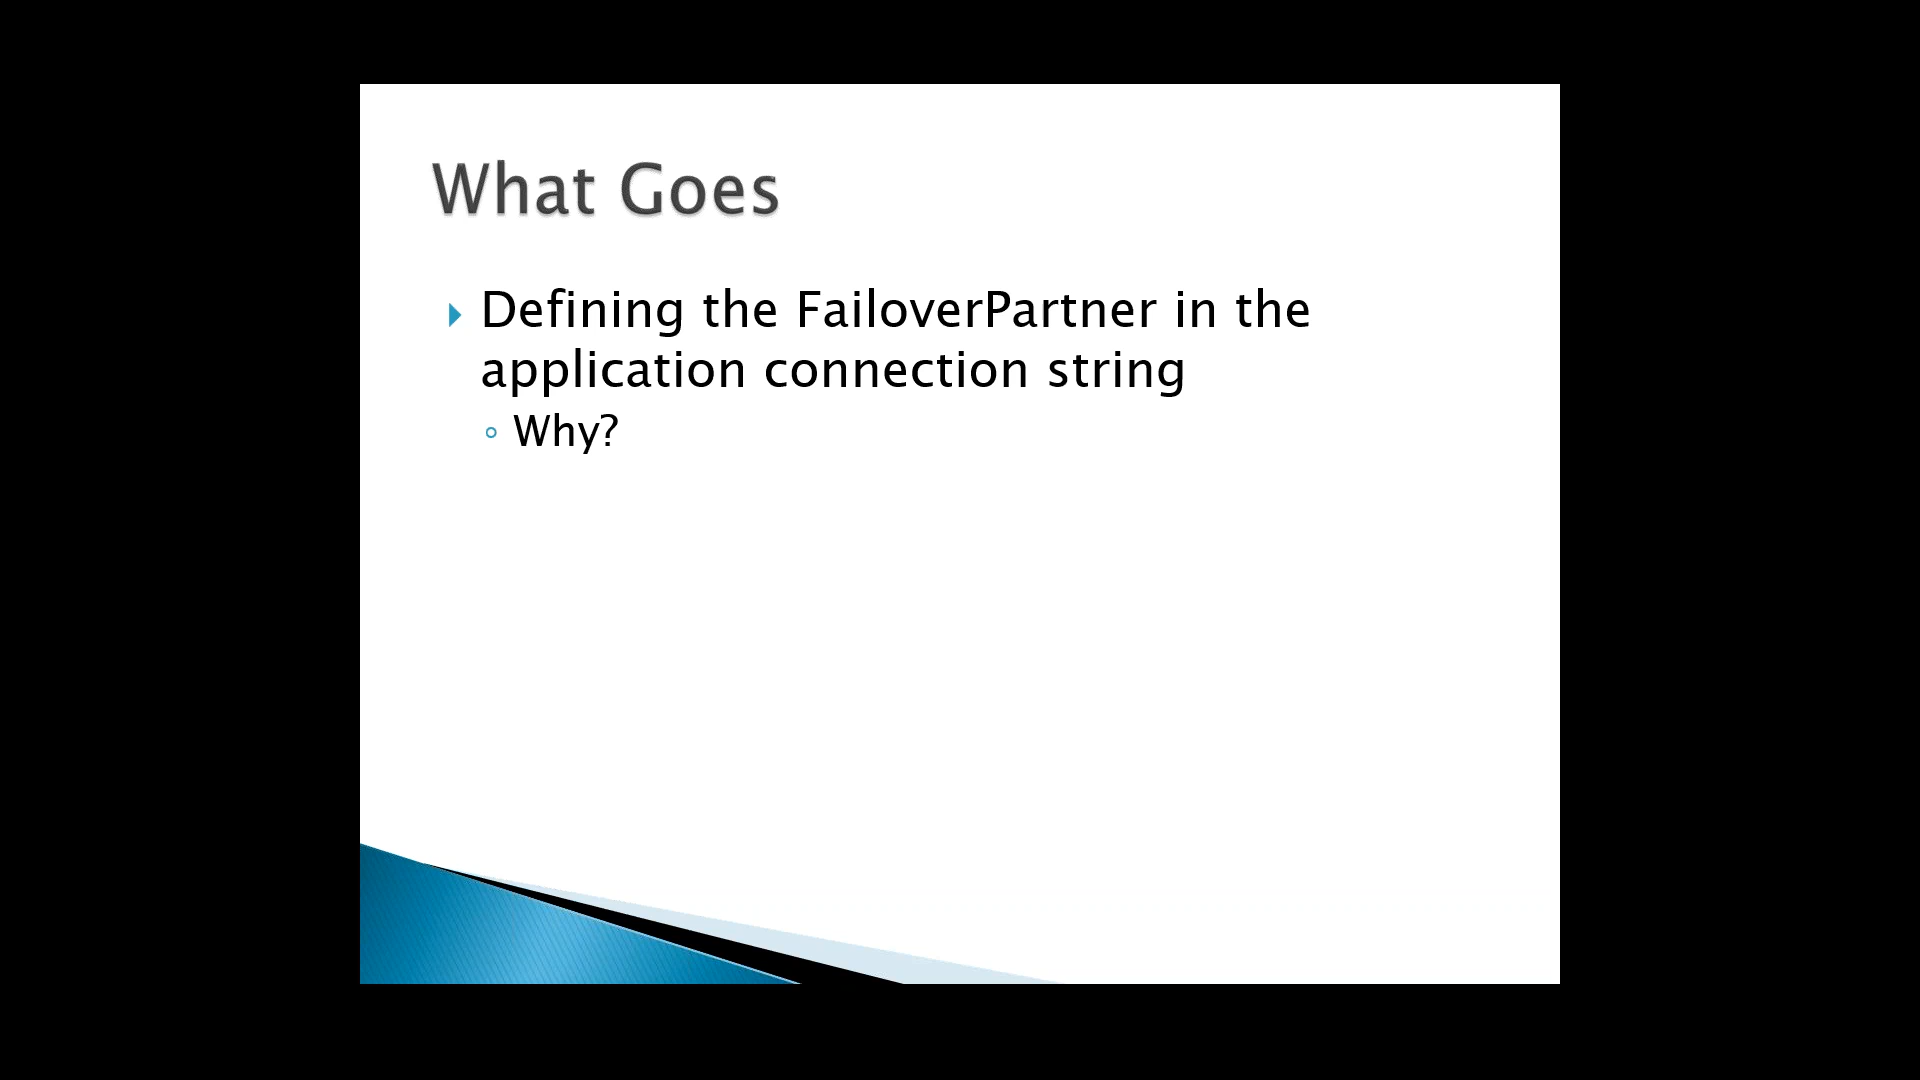 What Goes
Defining the FailoverPartner in the
application connection string
Why?